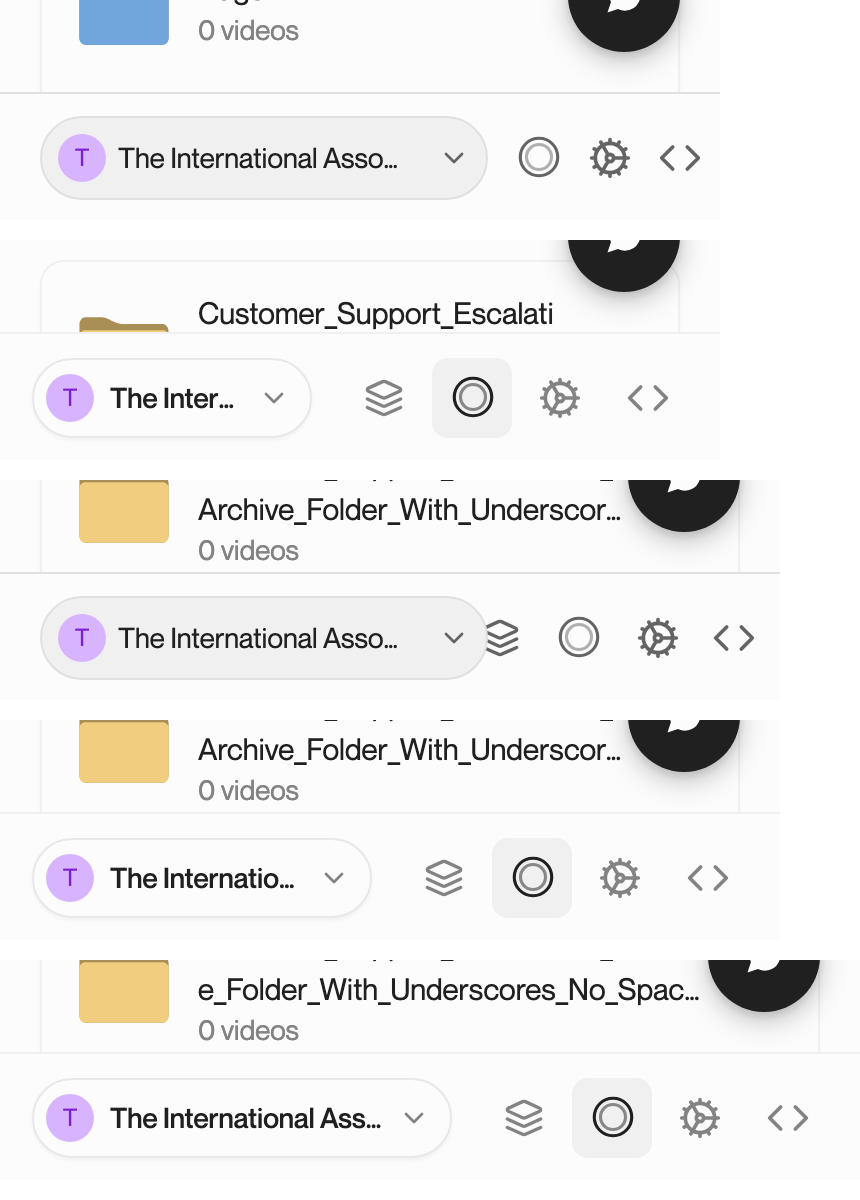 0 videos
T The International Asso...
Customer_Support_Escalati
T The Inter...
Archive_Folder_With_Underscor...
0 videos
T The International Asso...
Archive_Folder_With_Underscor...
0 videos
T The Internatio...
e_Folder_With_Underscores_No_Spac...
0 videos
T The International Ass...